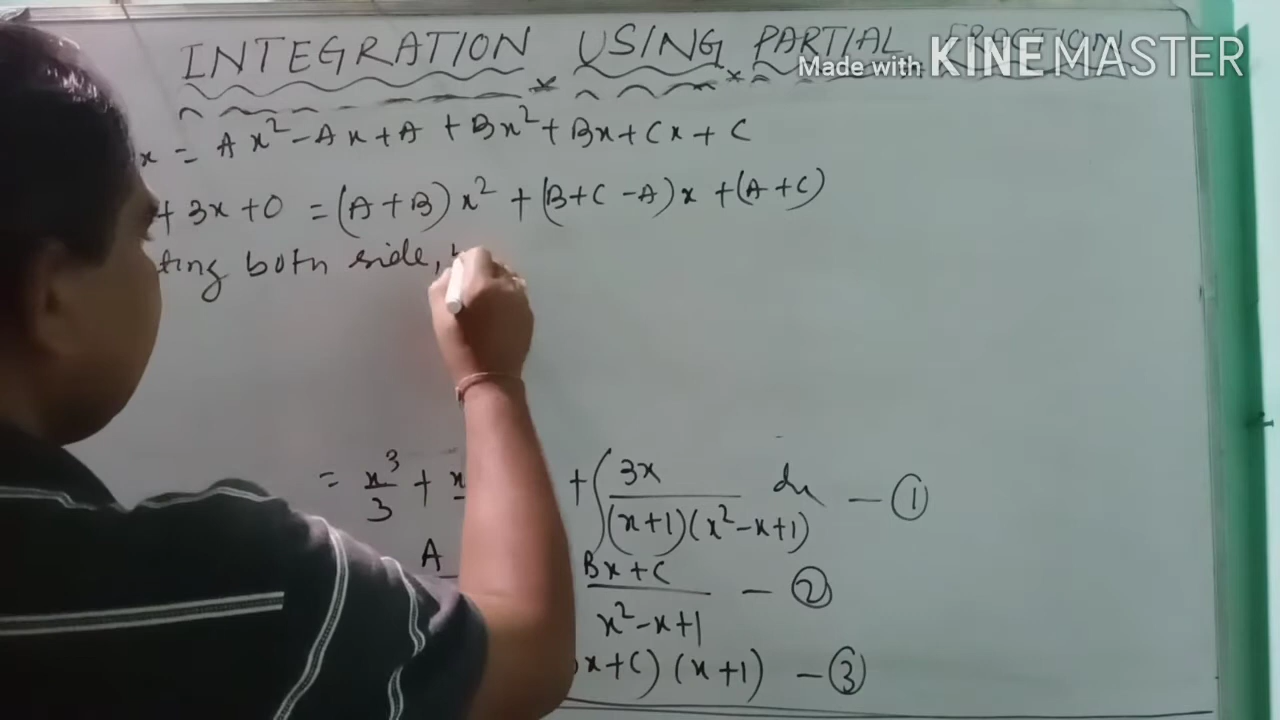 INTEGRATION USING PARTIAL FRACTION
Made with KINEMASTER
x = Ax² - Ax + A + Bx² + Bx + Cx + C
+ 3x + 0 = (A + B) x² + (B + C - A) x + (A + C)
ting both side,
= x³/3 + x + ∫ 3x/((x+1)(x² - x + 1)) dx — ①
A Bx + C/(x² - x + 1) — ②
x + C) (x + 1) — ③